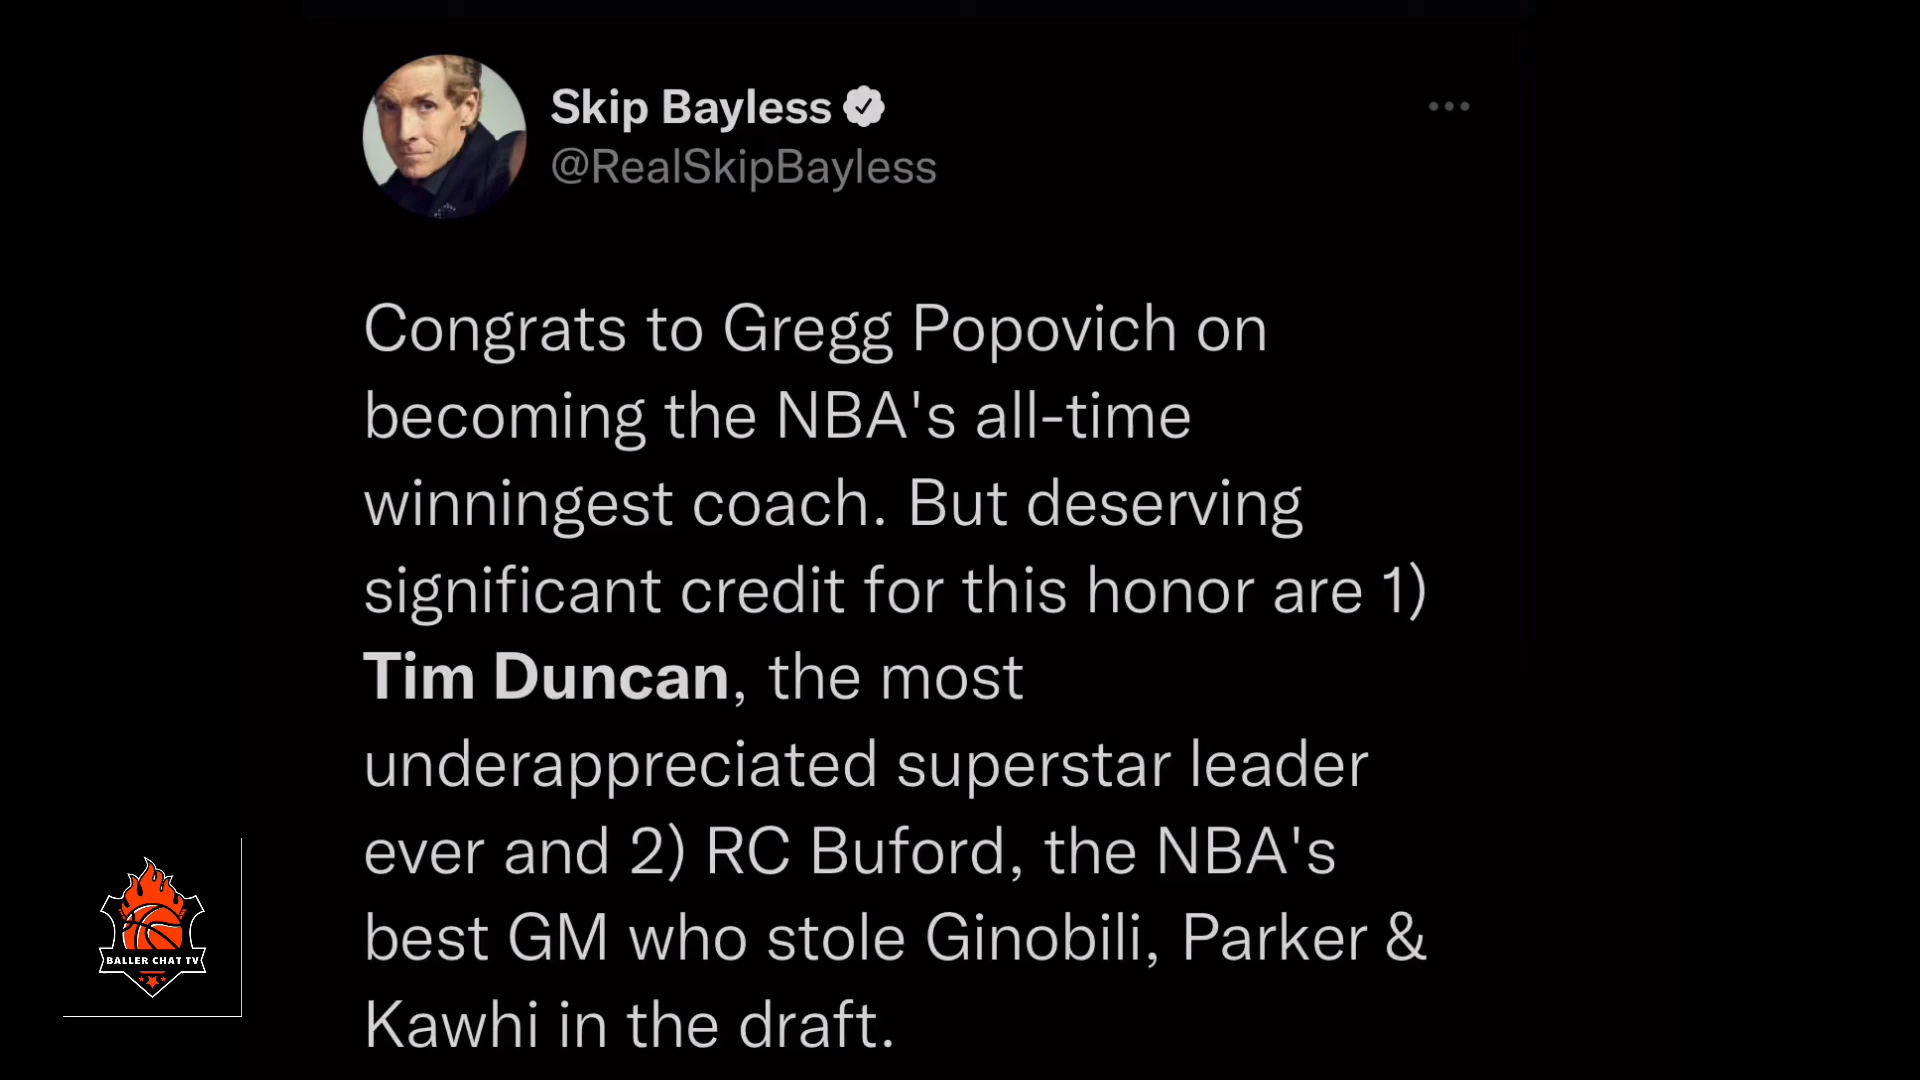 Skip Bayless
@RealSkipBayless
Congrats to Gregg Popovich on
becoming the NBA's all-time
winningest coach. But deserving
significant credit for this honor are 1)
Tim Duncan, the most
underappreciated superstar leader
ever and 2) RC Buford, the NBA's
best GM who stole Ginobili, Parker &
Kawhi in the draft.
BALLER CHAT TV